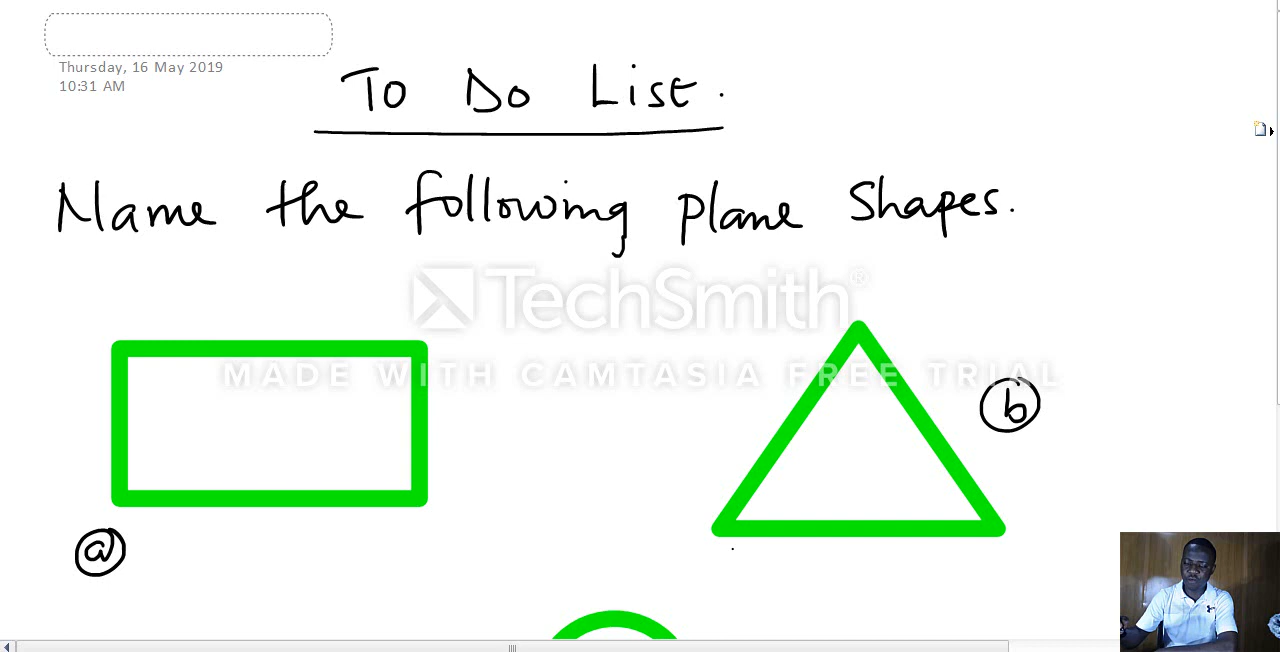 Thursday, 16 May 2019
10:31 AM
To Do List.
Name the following plane shapes.
TechSmith®
MADE WITH CAMTASIA FREE TRIAL
b
a